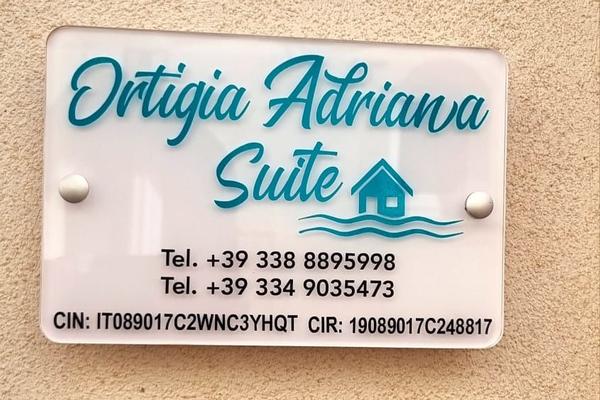 Ortigia Adriana
Suite
Tel. +39 338 8895998
Tel. +39 334 9035473
CIN: IT089017C2WNC3YHQT CIR: 19089017C248817